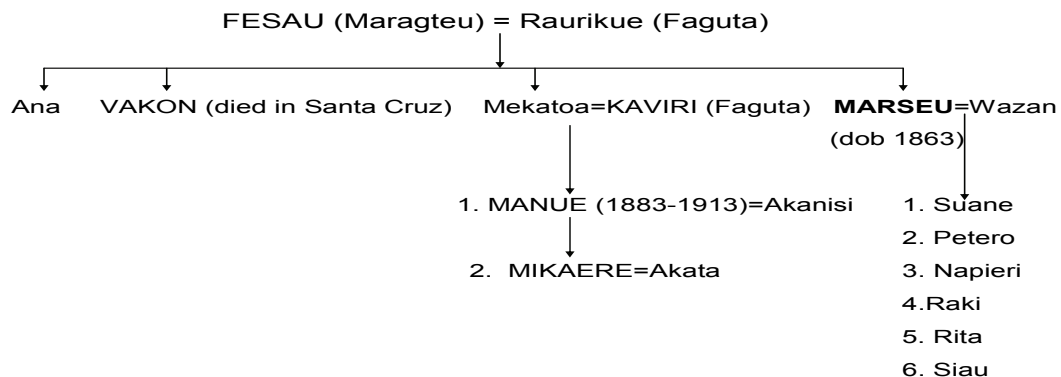 FESAU (Maragteu) = Raurikue (Faguta)
Ana VAKON (died in Santa Cruz) Mekatoa=KAVIRI (Faguta) MARSEU=Wazan
(dob 1863)
1. MANUE (1883-1913)=Akanisi 1. Suane
2. Petero
2. MIKAERE=Akata 3. Napieri
4.Raki
5. Rita
6. Siau